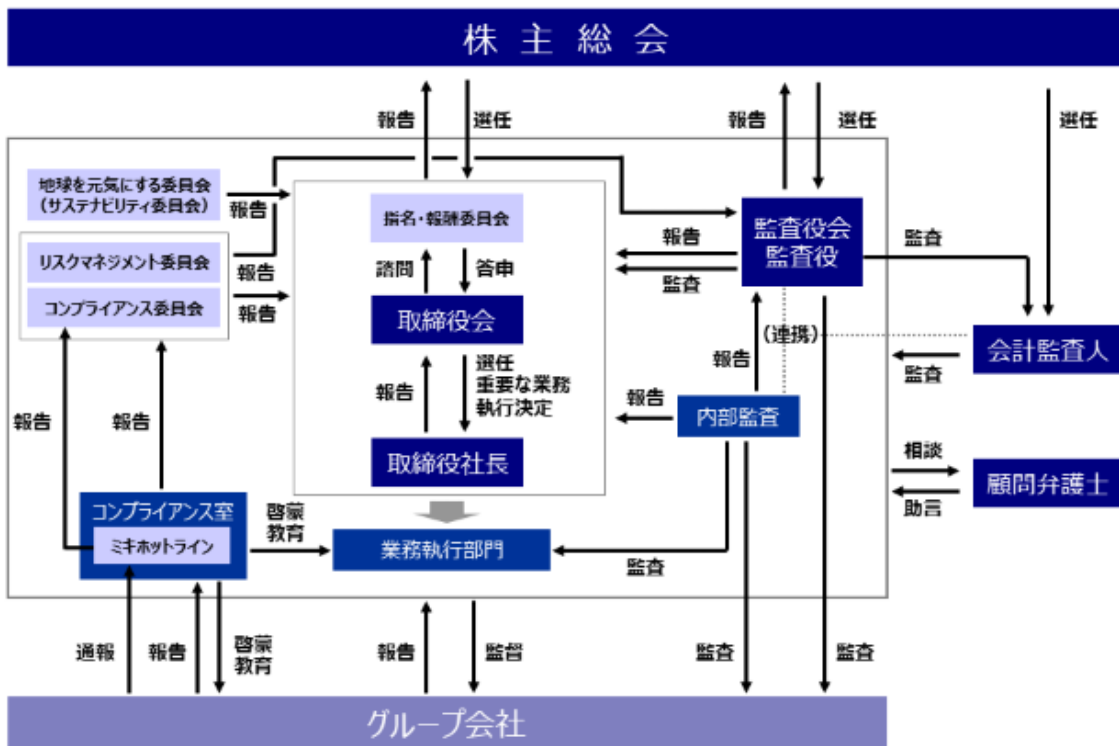 株主総会
報告
選任
報告
選任
選任
地球を元気にする委員会
(サステナビリティ委員会)
報告
指名・報酬委員会
監査役会
監査役
報告
監査
監査
リスクマネジメント委員会
報告
コンプライアンス委員会
報告
諮問
答申
取締役会
(連携)
会計監査人
監査
報告
選任
重要な業務
執行決定
報告
報告
内部監査
報告
報告
取締役社長
相談
顧問弁護士
助言
コンプライアンス室
ミキホットライン
啓蒙
教育
業務執行部門
監査
通報
報告
啓蒙
教育
報告
監督
監査
監査
グループ会社